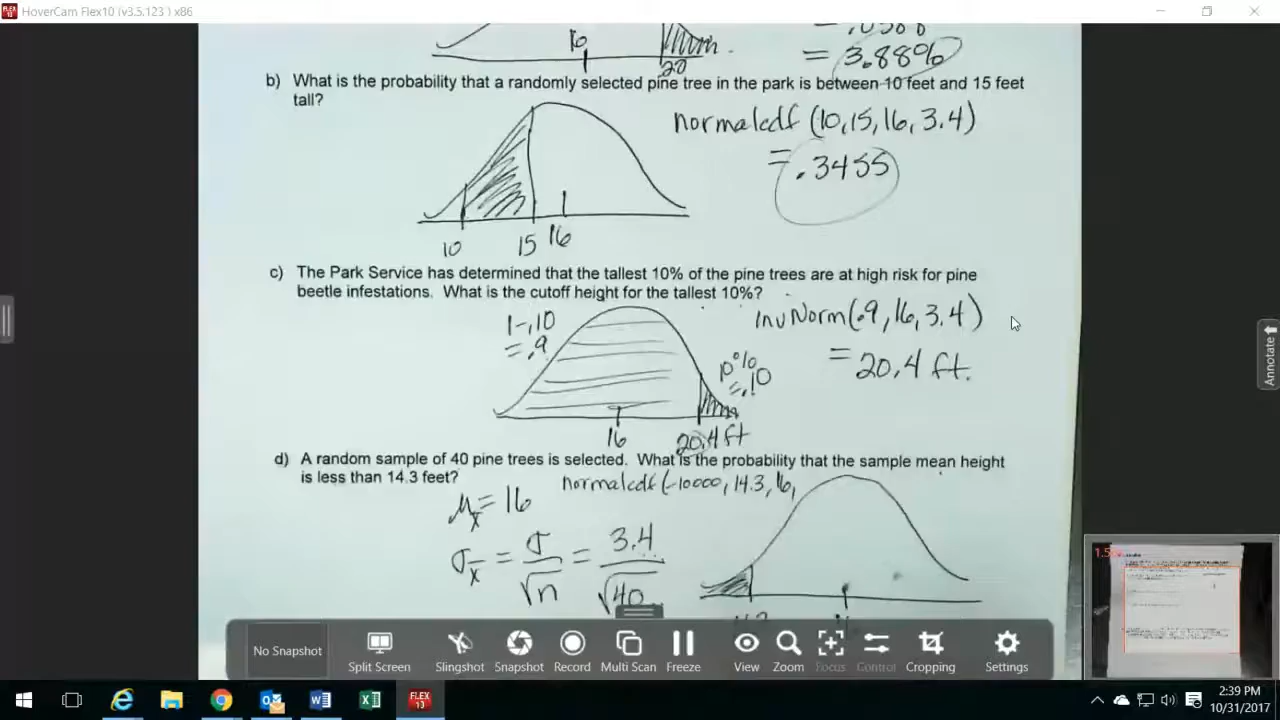 HoverCam Flex10 (v3.5.123 ) x86
16
20
= 3.88%
b) What is the probability that a randomly selected pine tree in the park is between 10 feet and 15 feet
tall?
normalcdf (10,15,16,3.4)
= .3455
10 15 16
c) The Park Service has determined that the tallest 10% of the pine trees are at high risk for pine
beetle infestations. What is the cutoff height for the tallest 10%?
1-.10
= .9
InvNorm(.9,16,3.4)
= 20.4 ft.
10%
=.10
16
20.4 ft
d) A random sample of 40 pine trees is selected. What is the probability that the sample mean height
is less than 14.3 feet?
normalcdf (-10000, 14.3, 16,
μx̄ = 16
σx̄ = σ/√n = 3.4/√40
Annotate
No Snapshot
Split Screen
Slingshot
Snapshot
Record
Multi Scan
Freeze
View
Zoom
Focus
Control
Cropping
Settings
FLEX
13
2:39 PM
10/31/2017